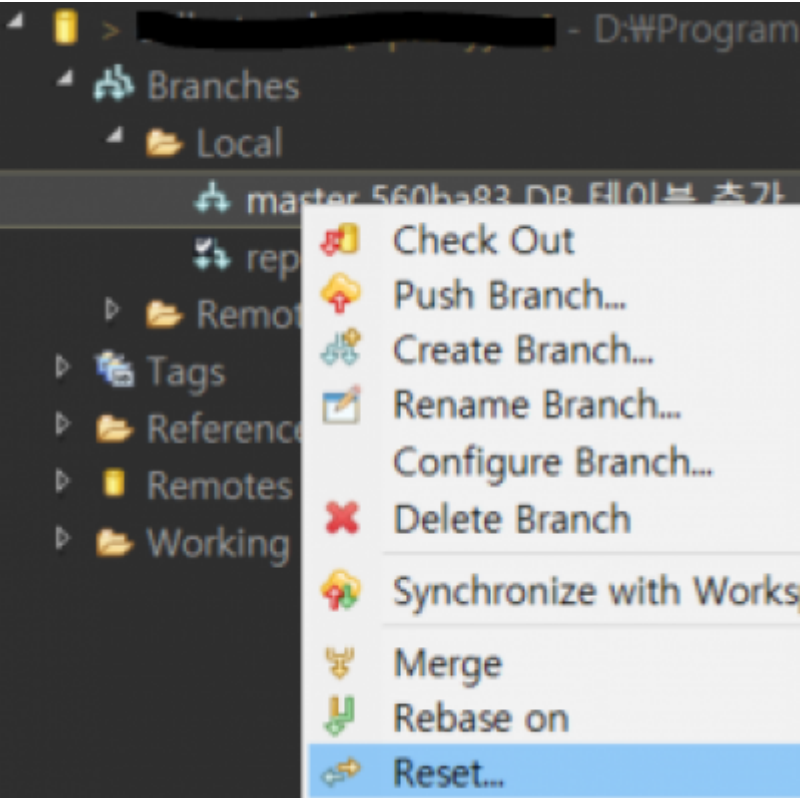 - D:₩Program
Branches
Local
master 560ba83 DB 테이블 추가
rep
Remot
Tags
Referenc
Remotes
Working
Check Out
Push Branch...
Create Branch...
Rename Branch...
Configure Branch...
Delete Branch
Synchronize with Works
Merge
Rebase on
Reset...